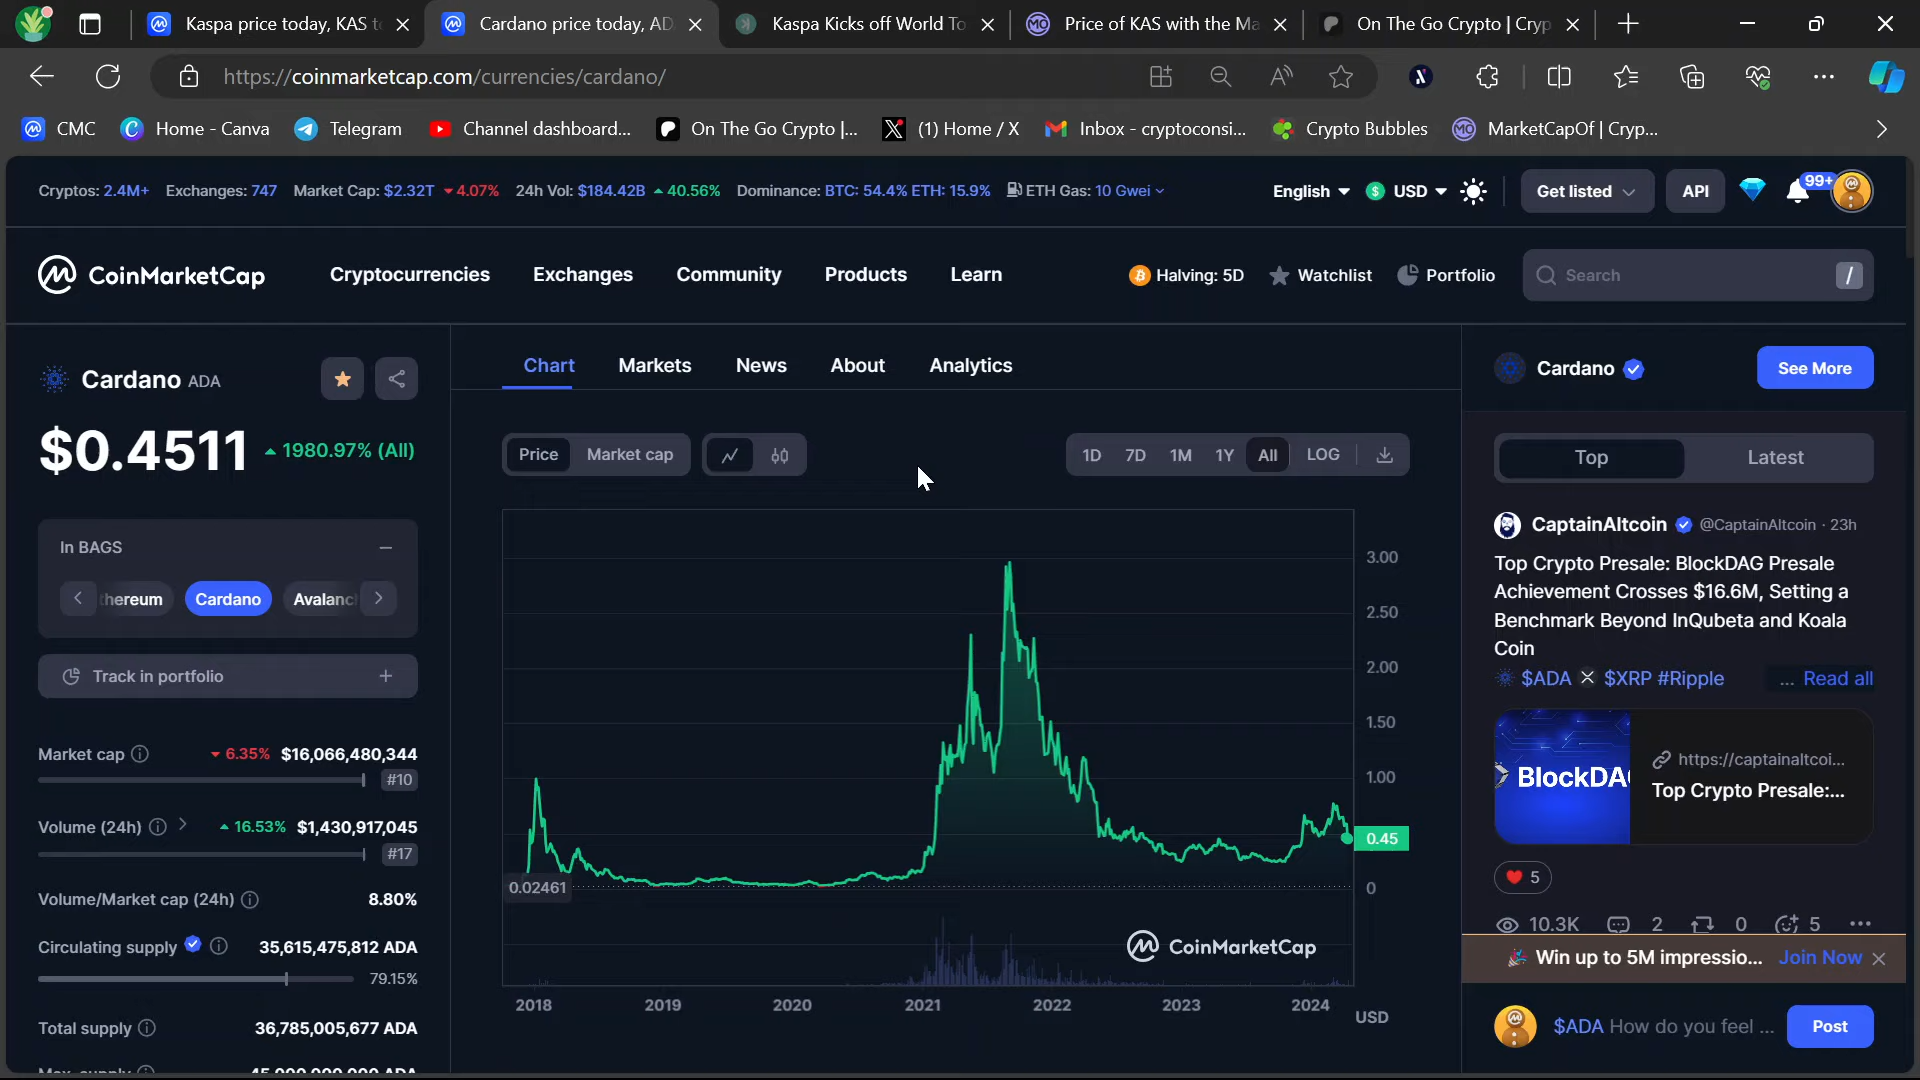 Kaspa price today, KAS t
Cardano price today, AD
Kaspa Kicks off World To
Price of KAS with the Ma
On The Go Crypto | Cryp
https://coinmarketcap.com/currencies/cardano/
CMC
Home - Canva
Telegram
Channel dashboard...
On The Go Crypto |...
(1) Home / X
Inbox - cryptoconsi...
Crypto Bubbles
MarketCapOf | Cryp...
Cryptos: 2.4M+ Exchanges: 747 Market Cap: $2.32T 4.07% 24h Vol: $184.42B 40.56% Dominance: BTC: 54.4% ETH: 15.9% ETH Gas: 10 Gwei
English USD Get listed API 99+
CoinMarketCap
Cryptocurrencies Exchanges Community Products Learn
Halving: 5D Watchlist Portfolio Search /
Cardano ADA
$0.4511 1980.97% (All)
In BAGS
hereum Cardano Avalanc
Track in portfolio +
Market cap 6.35% $16,066,480,344
#10
Volume (24h) 16.53% $1,430,917,045
#17
Volume/Market cap (24h) 8.80%
Circulating supply 35,615,475,812 ADA
79.15%
Total supply 36,785,005,677 ADA
Chart Markets News About Analytics
Price Market cap
1D 7D 1M 1Y All LOG
3.00
2.50
2.00
1.50
1.00
0.45
0.02461
0
CoinMarketCap
2018 2019 2020 2021 2022 2023 2024
USD
Cardano See More
Top Latest
CaptainAltcoin @CaptainAltcoin · 23h
Top Crypto Presale: BlockDAG Presale
Achievement Crosses $16.6M, Setting a
Benchmark Beyond InQubeta and Koala
Coin
$ADA $XRP #Ripple ... Read all
BlockDA
https://captainaltcoi...
Top Crypto Presale:...
5
10.3K 2 0 5
Win up to 5M impressio... Join Now
$ADA How do you feel ... Post